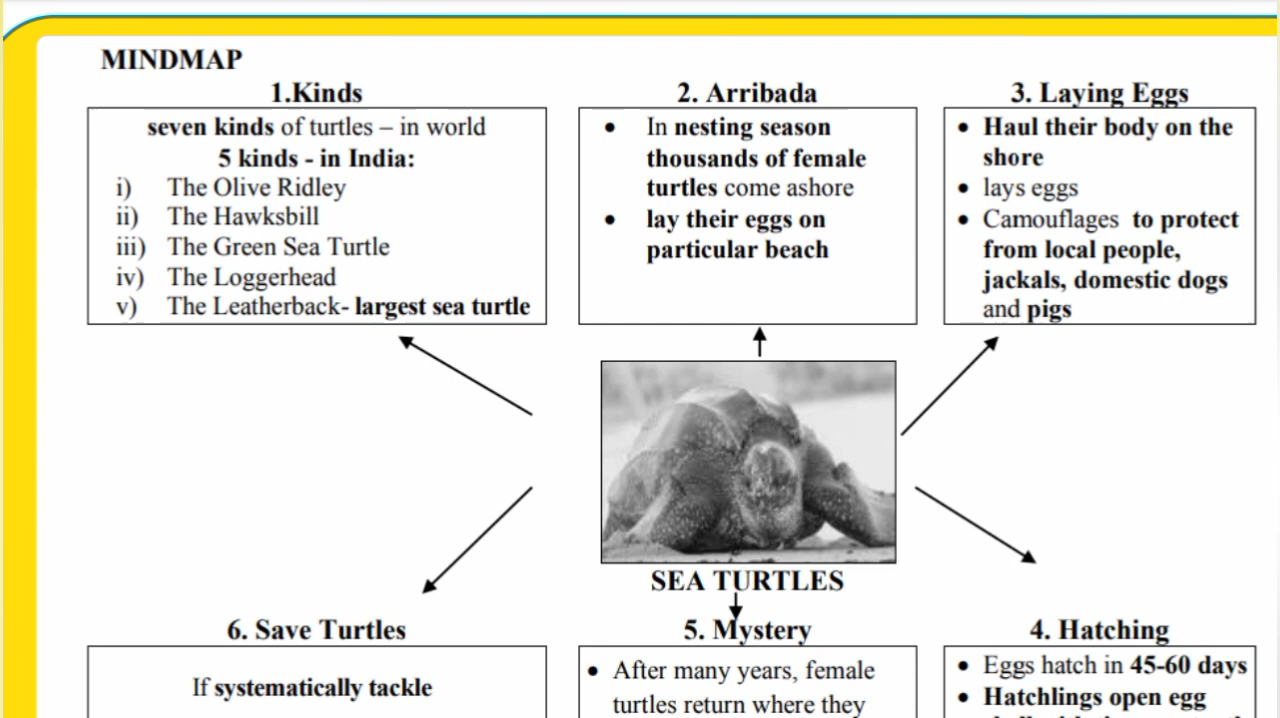 MINDMAP
1.Kinds
seven kinds of turtles – in world
5 kinds - in India:
i) The Olive Ridley
ii) The Hawksbill
iii) The Green Sea Turtle
iv) The Loggerhead
v) The Leatherback- largest sea turtle
2. Arribada
• In nesting season
thousands of female
turtles come ashore
• lay their eggs on
particular beach
3. Laying Eggs
• Haul their body on the
shore
• lays eggs
• Camouflages to protect
from local people,
jackals, domestic dogs
and pigs
SEA TURTLES
6. Save Turtles
If systematically tackle
5. Mystery
• After many years, female
turtles return where they
4. Hatching
• Eggs hatch in 45-60 days
• Hatchlings open egg